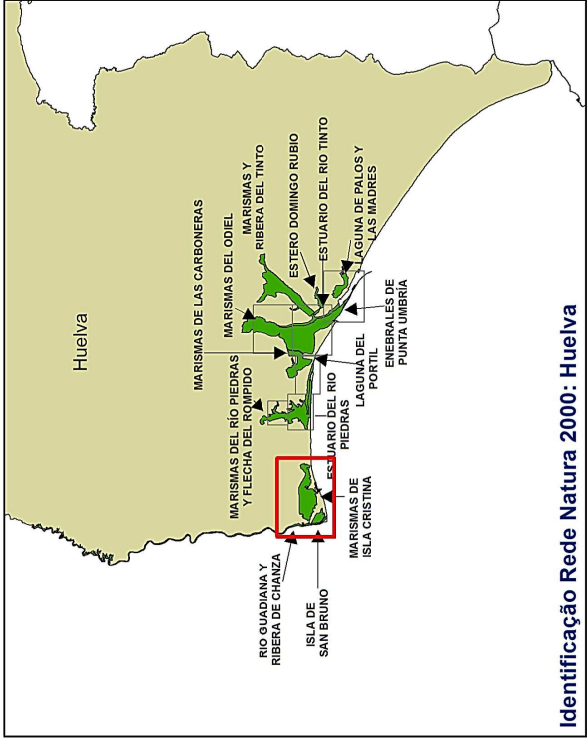 Huelva
MARISMAS DE LAS CARBONERAS
MARISMAS DEL ODIEL
MARISMAS Y
RIBERA DEL TINTO
ESTERO DOMINGO RUBIO
ESTUARIO DEL RIO TINTO
LAGUNA DE PALOS Y
LAS MADRES
MARISMAS DEL RÍO PIEDRAS
Y FLECHA DEL ROMPIDO
ESTUARIO DEL RIO
PIEDRAS
LAGUNA DEL
PORTIL
ENEBRALES DE
PUNTA UMBRÍA
RIO GUADIANA Y
RIBERA DE CHANZA
ISLA DE
SAN BRUNO
MARISMAS DE
ISLA CRISTINA
Identificação Rede Natura 2000: Huelva